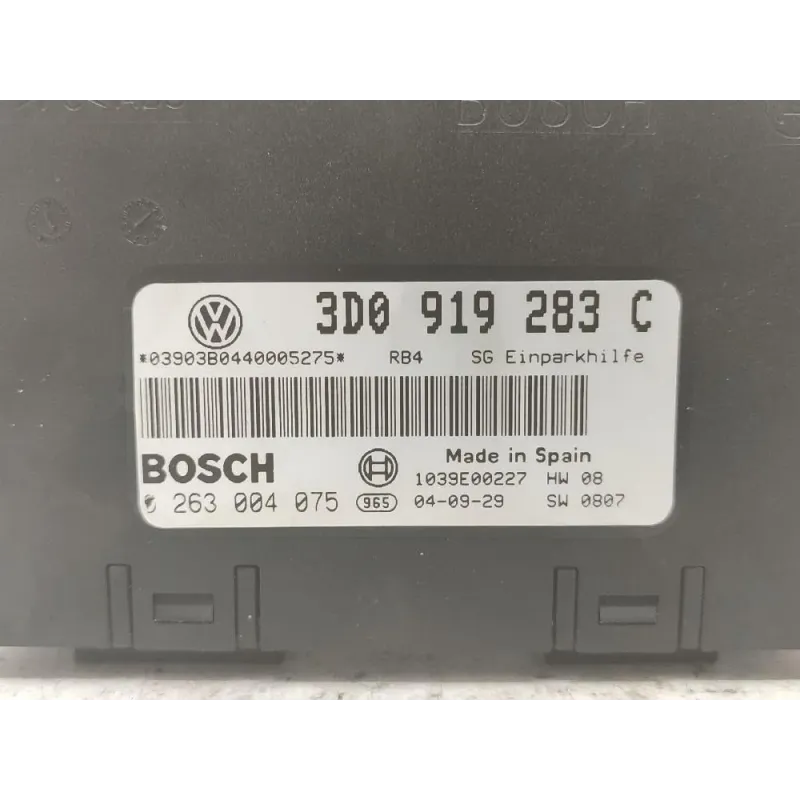 BOSCH
3D0 919 283 C
*03903B0440005275* RB4 SG Einparkhilfe
BOSCH Made in Spain
1039E00227 HW 08
263 004 075 965 04-09-29 SW 0807